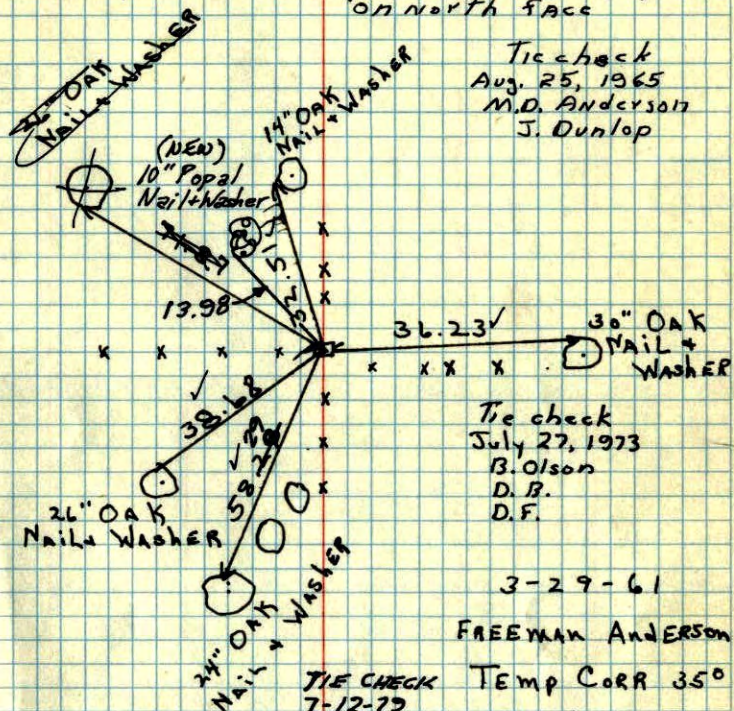 on North FACE
Tie check
Aug. 25, 1965
M.D. Anderson
J. Dunlop
OAK
NAIL + WASHER
14" OAK
NAIL + WASHER
(NEW)
10" Popal
Nail+Washer
13.98
36.23✓
30" OAK
NAIL +
WASHER
✓
38.68
✓
26" OAK
NAIL + WASHER
24" OAK
NAIL + WASHER
Tie check
July 27, 1973
B. Olson
D. B.
D. F.
3-29-61
FREEMAN ANDERSON
TEMP CORR 35°
TIE CHECK
7-12-79